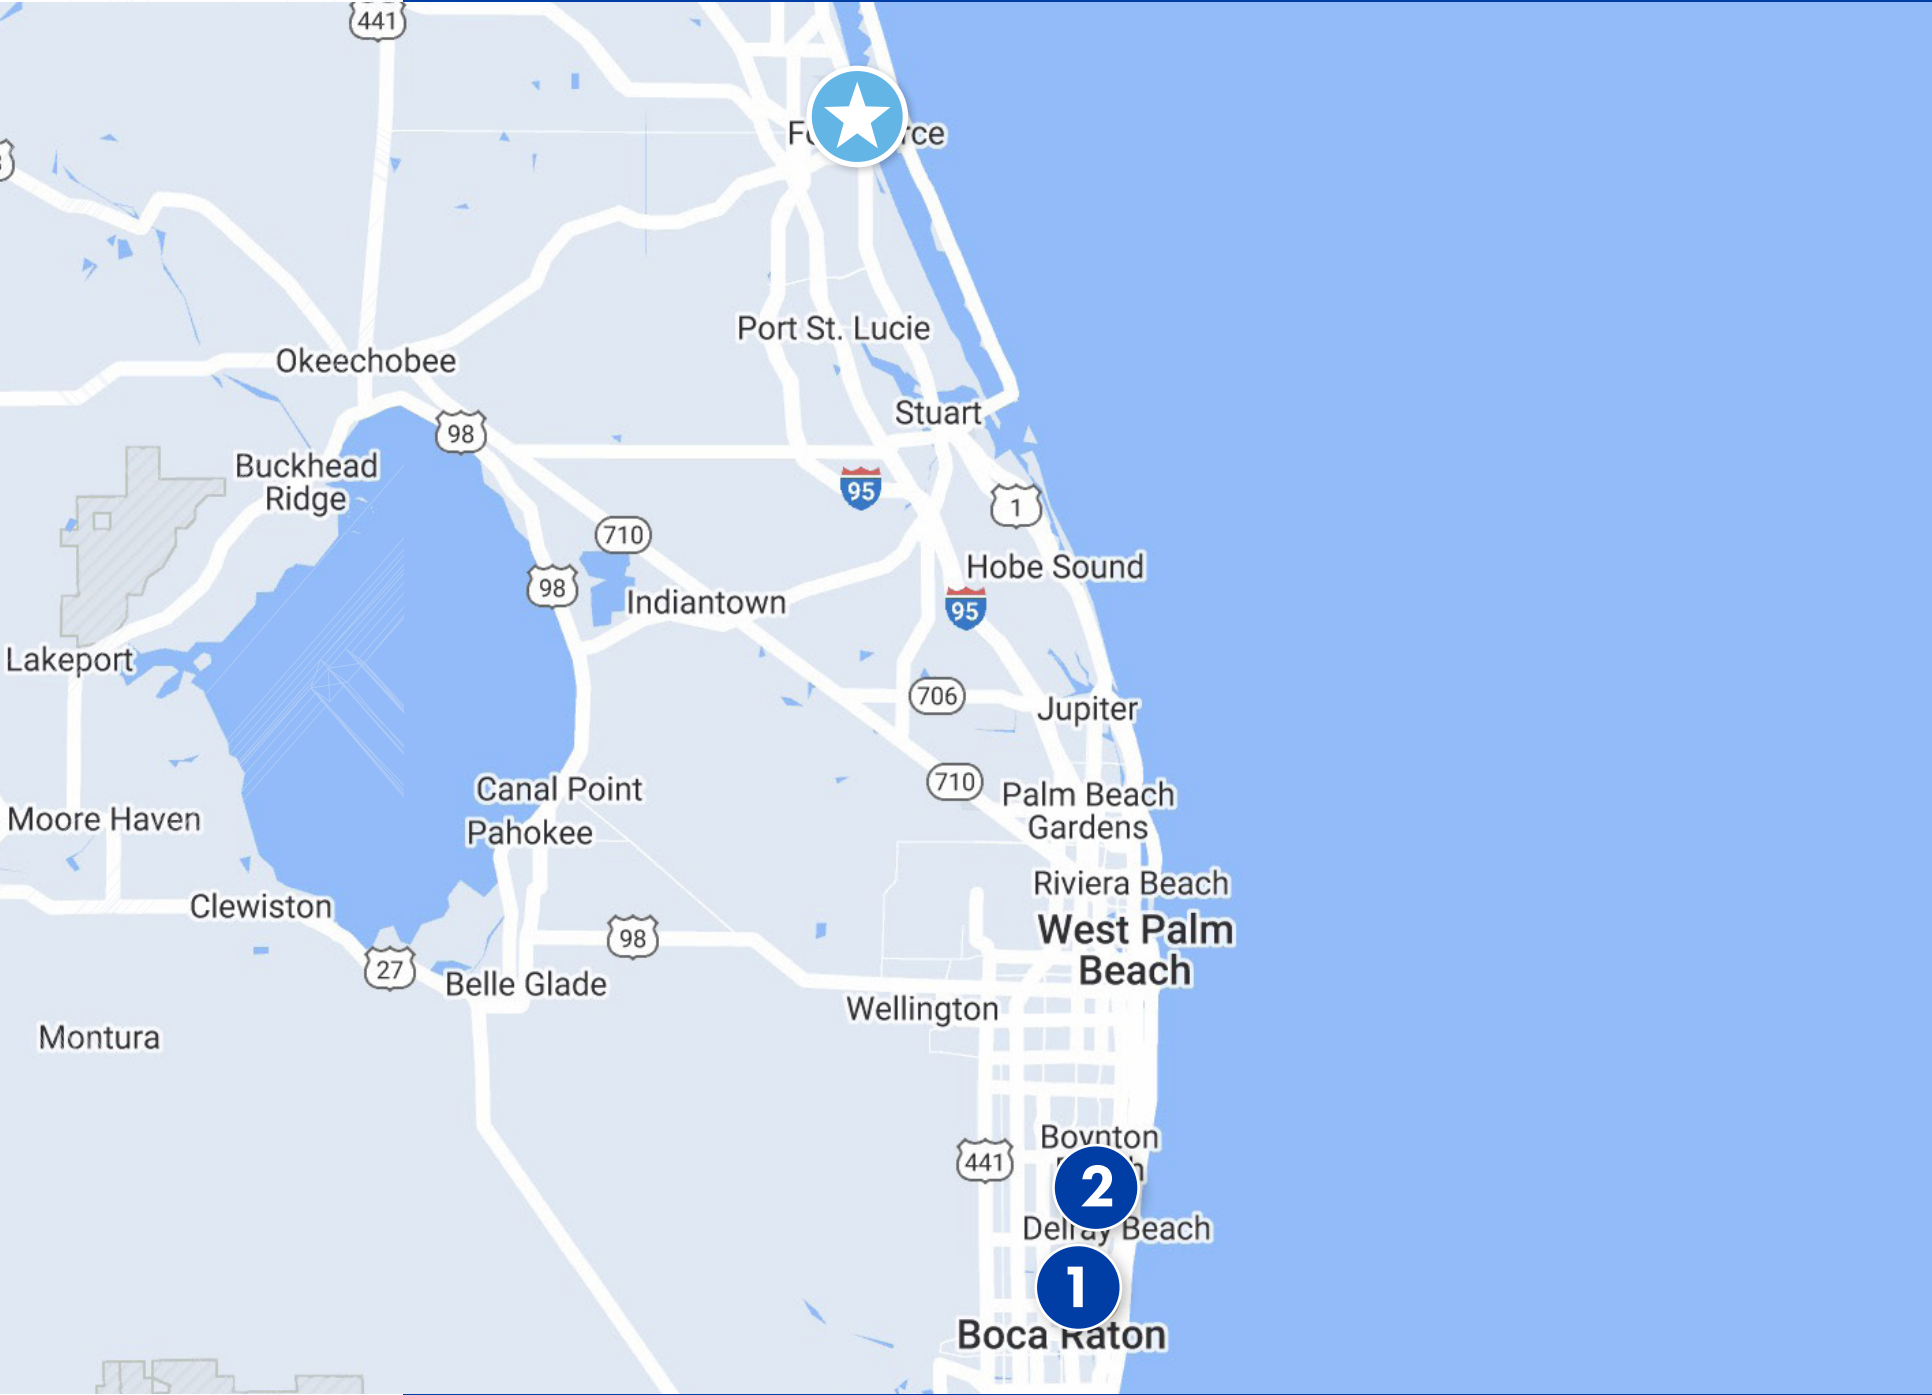 441
Port St. Lucie
Okeechobee
Stuart
98
Buckhead
Ridge
95
1
710
Hobe Sound
98
Indiantown
95
Lakeport
706
Jupiter
710
Canal Point
Palm Beach
Gardens
Moore Haven
Pahokee
Riviera Beach
Clewiston
West Palm
Beach
98
27
Belle Glade
Wellington
Montura
Boynton
441
2
Delray Beach
1
Boca Raton